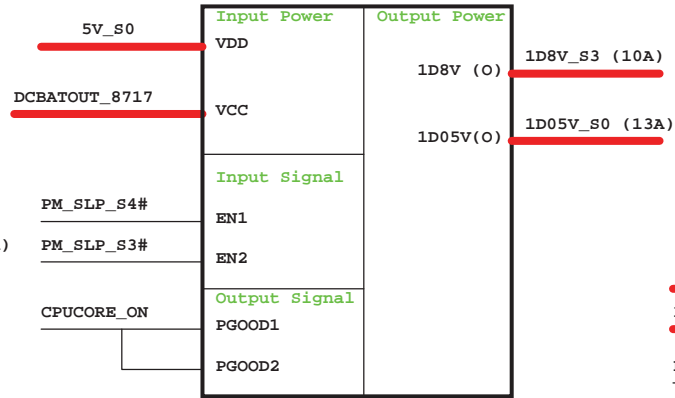 Input Power
Output Power
5V_S0
VDD
1D8V (O)
1D8V_S3 (10A)
DCBATOUT_8717
VCC
1D05V(O)
1D05V_S0 (13A)
Input Signal
PM_SLP_S4#
EN1
)
PM_SLP_S3#
EN2
Output Signal
CPUCORE_ON
PGOOD1
PGOOD2